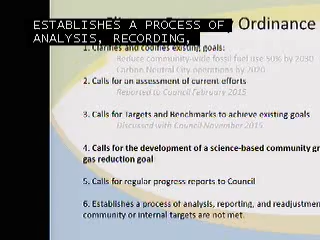 ESTABLISHES A PROCESS OF
ANALYSIS, RECORDING,
Ordinance
1. Clarifies and codifies existing goals:
Reduce community-wide fossil fuel use 50% by 2030
Carbon Neutral City operations by 2020
2. Calls for an assessment of current efforts
Reported to Council February 2015
3. Calls for Targets and Benchmarks to achieve existing goals
Discussed with Council November 2015
4. Calls for the development of a science-based community gr
gas reduction goal
5. Calls for regular progress reports to Council
6. Establishes a process of analysis, reporting, and readjustmen
community or internal targets are not met.